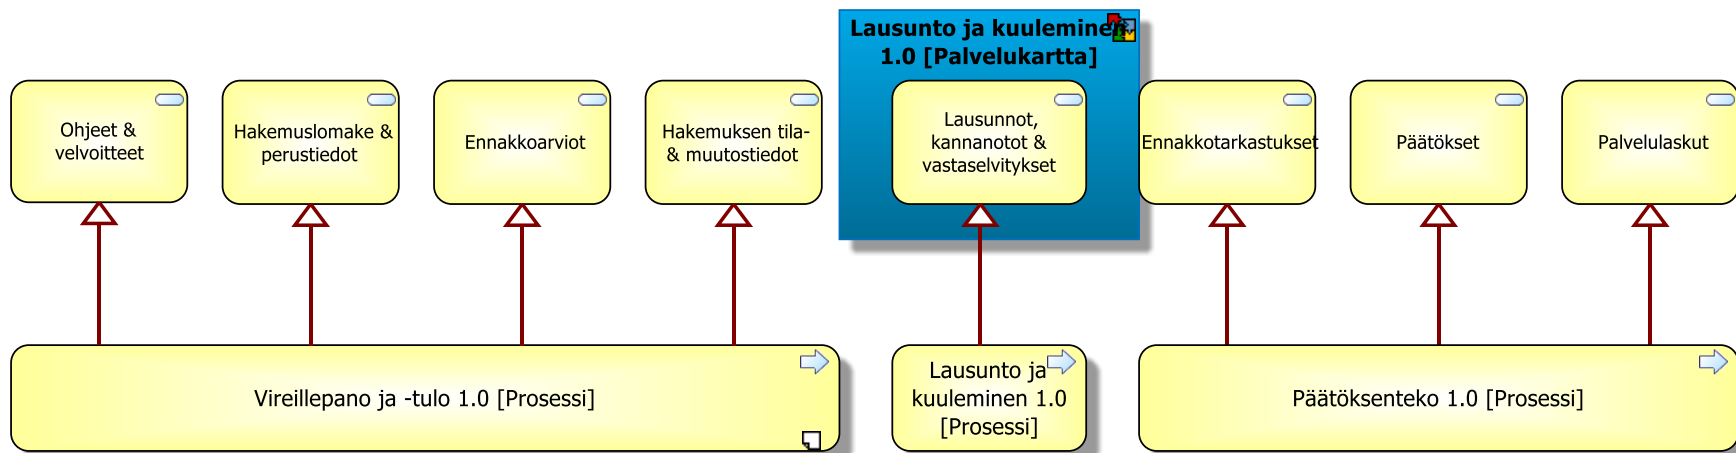 Lausunto ja kuuleminen
1.0 [Palvelukartta]
Ohjeet &
velvoitteet
Hakemuslomake &
perustiedot
Ennakkoarviot
Hakemuksen tila-
& muutostiedot
Lausunnot,
kannanotot &
vastaselvitykset
Ennakkotarkastukset
Päätökset
Palvelulaskut
Vireillepano ja -tulo 1.0 [Prosessi]
Lausunto ja
kuuleminen 1.0
[Prosessi]
Päätöksenteko 1.0 [Prosessi]